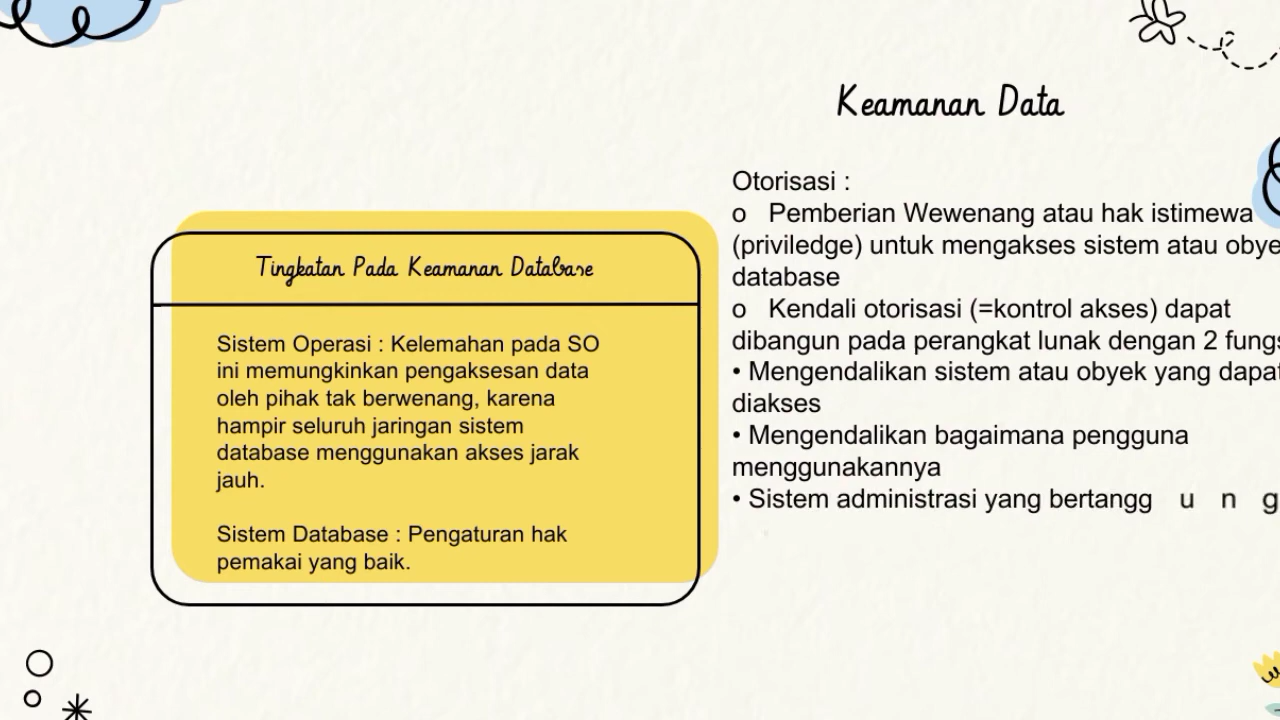 Keamanan Data
Tingkatan Pada Keamanan Database
Sistem Operasi : Kelemahan pada SO
ini memungkinkan pengaksesan data
oleh pihak tak berwenang, karena
hampir seluruh jaringan sistem
database menggunakan akses jarak
jauh.
Sistem Database : Pengaturan hak
pemakai yang baik.
Otorisasi :
o Pemberian Wewenang atau hak istimewa
(priviledge) untuk mengakses sistem atau obye
database
o Kendali otorisasi (=kontrol akses) dapat
dibangun pada perangkat lunak dengan 2 fungs
• Mengendalikan sistem atau obyek yang dapat
diakses
• Mengendalikan bagaimana pengguna
menggunakannya
• Sistem administrasi yang bertangg u n g